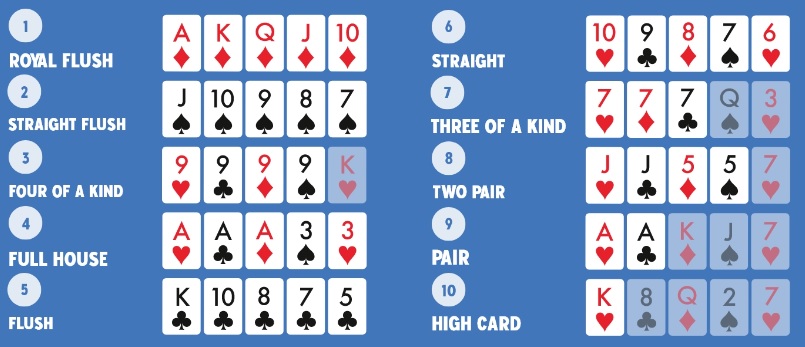 1
ROYAL FLUSH
A K Q J 10
2
STRAIGHT FLUSH
J 10 9 8 7
3
FOUR OF A KIND
9 9 9 9 K
4
FULL HOUSE
A A A 3 3
5
FLUSH
K 10 8 7 5
6
STRAIGHT
10 9 8 7 6
7
THREE OF A KIND
7 7 7 Q 3
8
TWO PAIR
J J 5 5 7
9
PAIR
A A K J 7
10
HIGH CARD
K 8 Q 2 7